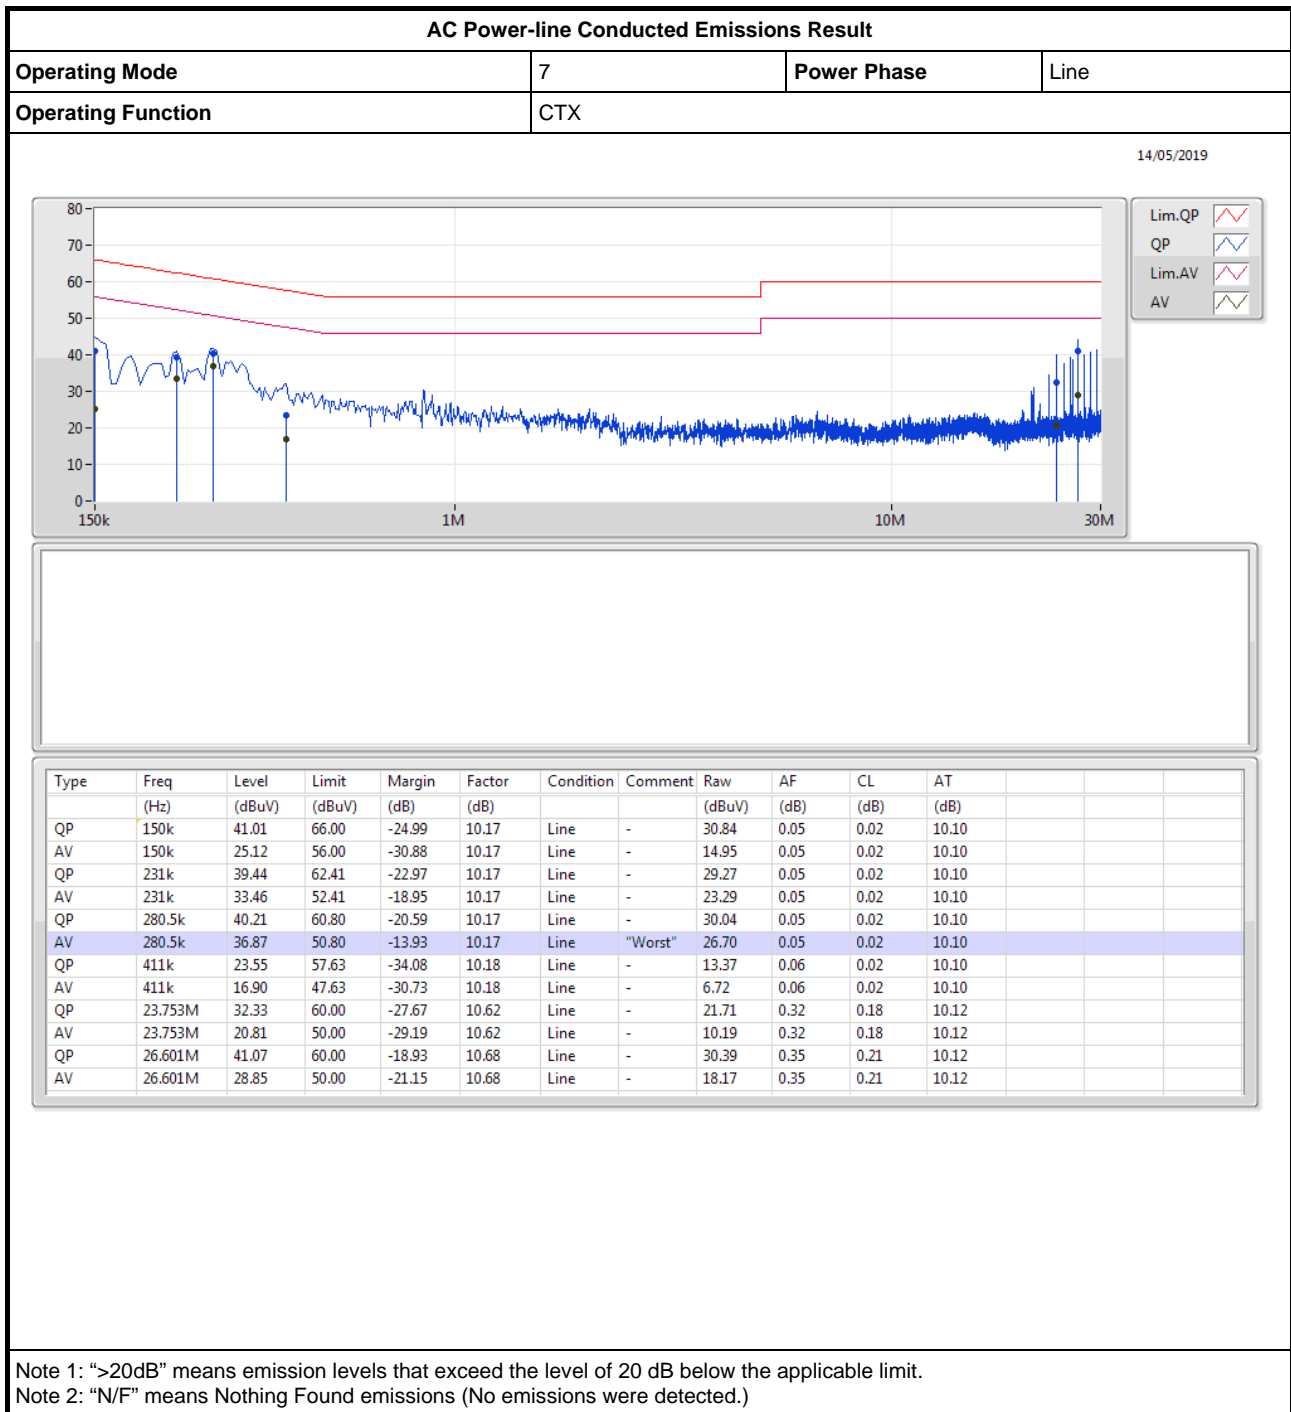 AC Power-line Conducted Emissions Result
Operating Mode 7 Power Phase Line
Operating Function CTX
14/05/2019
80
70
60
50
40
30
20
10
0
150k 1M 10M 30M
Lim.QP
QP
Lim.AV
AV
Type Freq Level Limit Margin Factor Condition Comment Raw AF CL AT
(Hz) (dBuV) (dBuV) (dB) (dB) (dBuV) (dB) (dB) (dB)
QP 150k 41.01 66.00 -24.99 10.17 Line - 30.84 0.05 0.02 10.10
AV 150k 25.12 56.00 -30.88 10.17 Line - 14.95 0.05 0.02 10.10
QP 231k 39.44 62.41 -22.97 10.17 Line - 29.27 0.05 0.02 10.10
AV 231k 33.46 52.41 -18.95 10.17 Line - 23.29 0.05 0.02 10.10
QP 280.5k 40.21 60.80 -20.59 10.17 Line - 30.04 0.05 0.02 10.10
AV 280.5k 36.87 50.80 -13.93 10.17 Line "Worst" 26.70 0.05 0.02 10.10
QP 411k 23.55 57.63 -34.08 10.18 Line - 13.37 0.06 0.02 10.10
AV 411k 16.90 47.63 -30.73 10.18 Line - 6.72 0.06 0.02 10.10
QP 23.753M 32.33 60.00 -27.67 10.62 Line - 21.71 0.32 0.18 10.12
AV 23.753M 20.81 50.00 -29.19 10.62 Line - 10.19 0.32 0.18 10.12
QP 26.601M 41.07 60.00 -18.93 10.68 Line - 30.39 0.35 0.21 10.12
AV 26.601M 28.85 50.00 -21.15 10.68 Line - 18.17 0.35 0.21 10.12
Note 1: “>20dB” means emission levels that exceed the level of 20 dB below the applicable limit.
Note 2: “N/F” means Nothing Found emissions (No emissions were detected.)